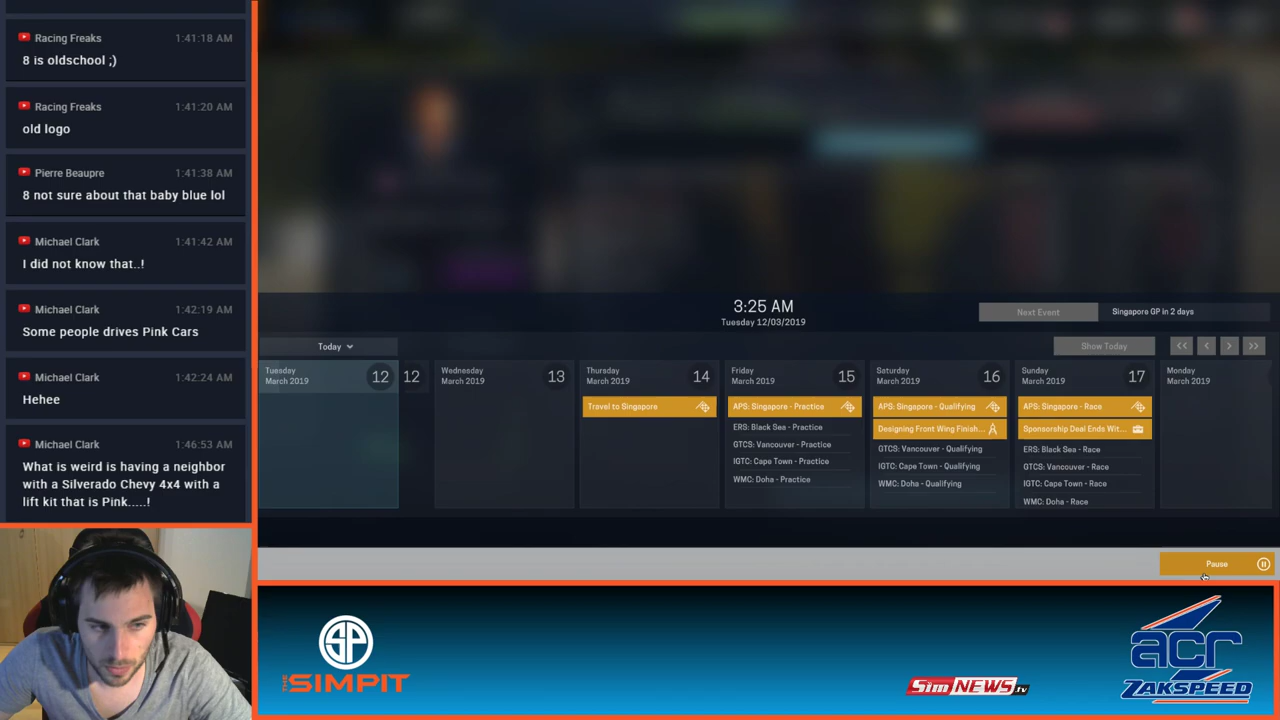 Racing Freaks 1:41:18 AM
8 is oldschool ;)
Racing Freaks 1:41:20 AM
old logo
Pierre Beaupre 1:41:38 AM
8 not sure about that baby blue lol
Michael Clark 1:41:42 AM
I did not know that..!
Michael Clark 1:42:19 AM
Some people drives Pink Cars
Michael Clark 1:42:24 AM
Hehee
Michael Clark 1:46:53 AM
What is weird is having a neighbor
with a Silverado Chevy 4x4 with a
lift kit that is Pink.....!
3:25 AM
Tuesday 12/03/2019
Next Event Singapore GP in 2 days
Today
Show Today << < > >>
Tuesday
March 2019
12
12
Wednesday
March 2019
13
Thursday
March 2019
14
Travel to Singapore
Friday
March 2019
15
APS: Singapore - Practice
ERS: Black Sea - Practice
GTCS: Vancouver - Practice
IGTC: Cape Town - Practice
WMC: Doha - Practice
Saturday
March 2019
16
APS: Singapore - Qualifying
Designing Front Wing Finish...
GTCS: Vancouver - Qualifying
IGTC: Cape Town - Qualifying
WMC: Doha - Qualifying
Sunday
March 2019
17
APS: Singapore - Race
Sponsorship Deal Ends Wit...
ERS: Black Sea - Race
GTCS: Vancouver - Race
IGTC: Cape Town - Race
WMC: Doha - Race
Monday
March 2019
Pause
SP
THE SIMPIT
SimNEWS.tv
acr
ZAKSPEED